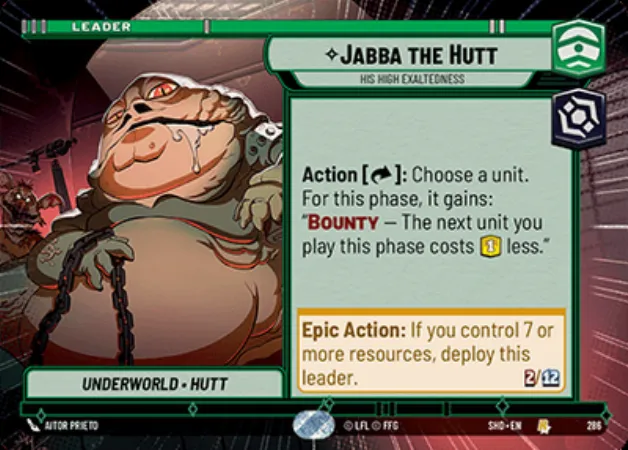 LEADER
JABBA THE HUTT
HIS HIGH EXALTEDNESS
Action [ ]: Choose a unit.
For this phase, it gains:
“BOUNTY – The next unit you
play this phase costs 1 less.”
Epic Action: If you control 7 or
more resources, deploy this
leader.
2/12
UNDERWORLD • HUTT
AITOR PRIETO
© LFL © FFG
SHD • EN
286